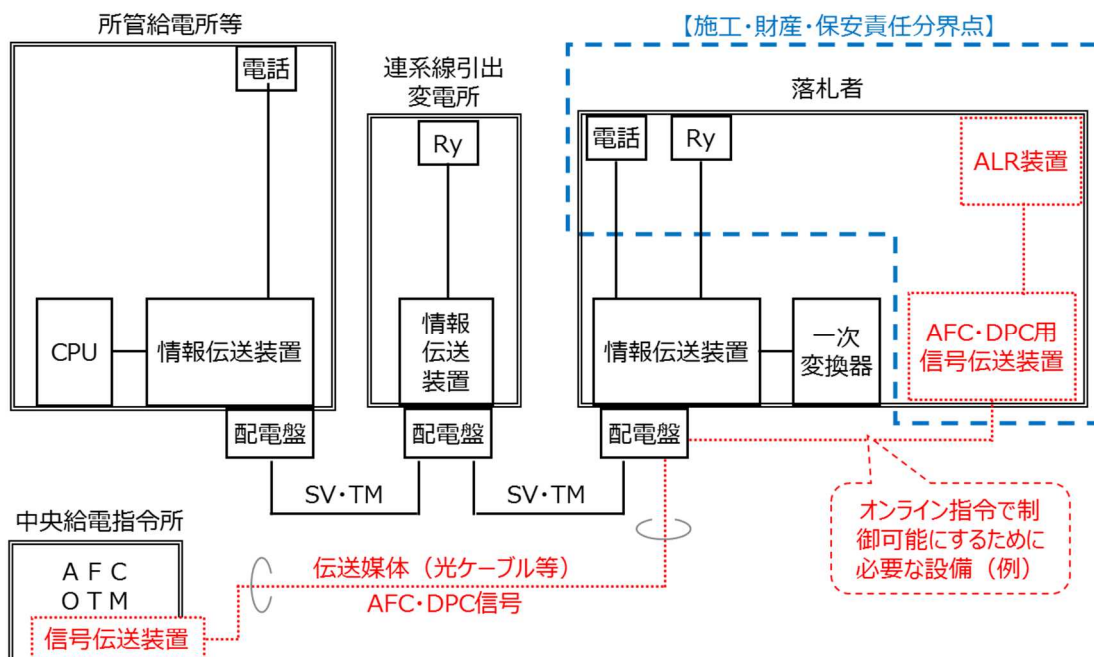 所管給電所等
電話
CPU
情報伝送装置
配電盤
連系線引出
変電所
Ry
情報
伝送
装置
配電盤
【施工・財産・保安責任分界点】
落札者
電話
Ry
ALR装置
情報伝送装置
一次
変換器
AFC・DPC用
信号伝送装置
配電盤
SV・TM
SV・TM
オンライン指令で制
御可能にするために
必要な設備（例）
中央給電指令所
ＡＦＣ
ＯＴＭ
信号伝送装置
伝送媒体（光ケーブル等）
AFC・DPC信号